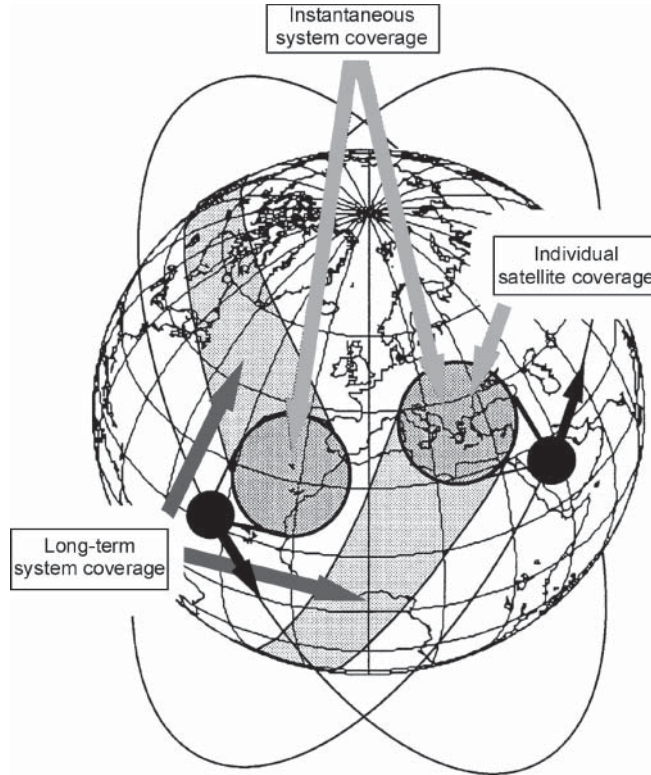 Instantaneous
system coverage
Individual
satellite coverage
Long-term
system coverage